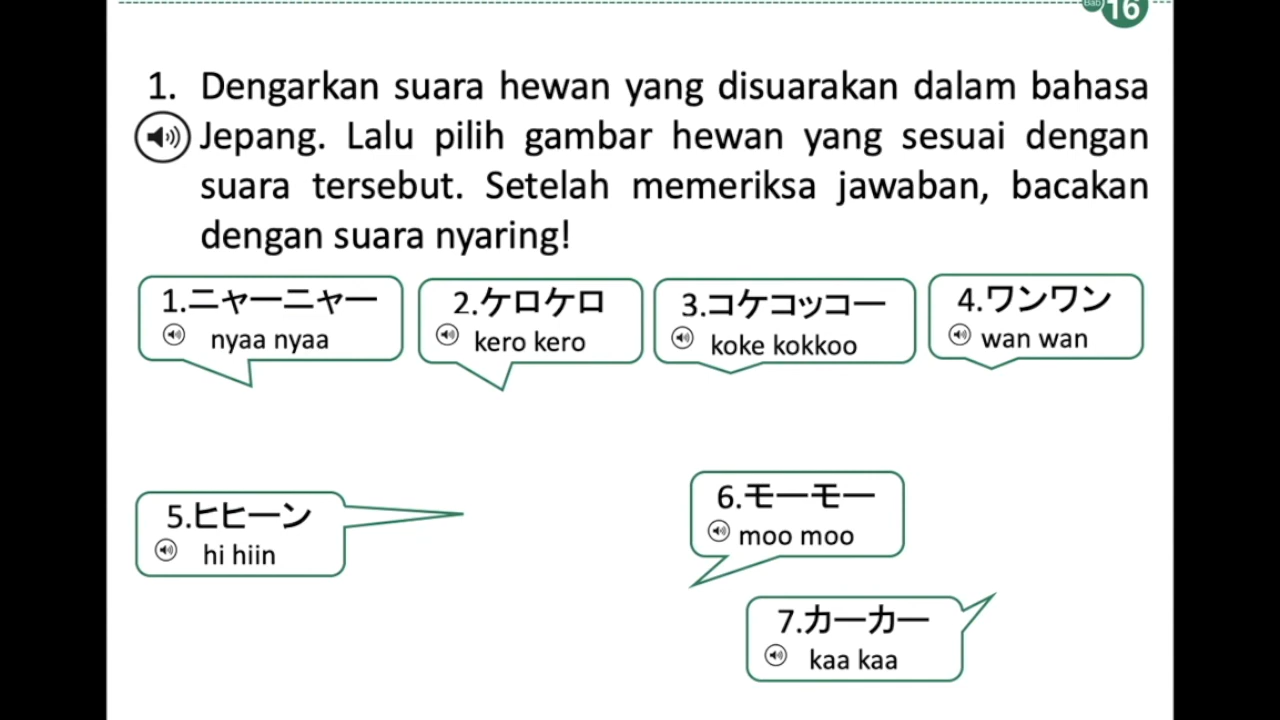 Bab 16
1. Dengarkan suara hewan yang disuarakan dalam bahasa
Jepang. Lalu pilih gambar hewan yang sesuai dengan
suara tersebut. Setelah memeriksa jawaban, bacakan
dengan suara nyaring!
1.ニャーニャー
nyaa nyaa
2.ケロケロ
kero kero
3.コケコッコー
koke kokkoo
4.ワンワン
wan wan
5.ヒヒーン
hi hiin
6.モーモー
moo moo
7.カーカー
kaa kaa